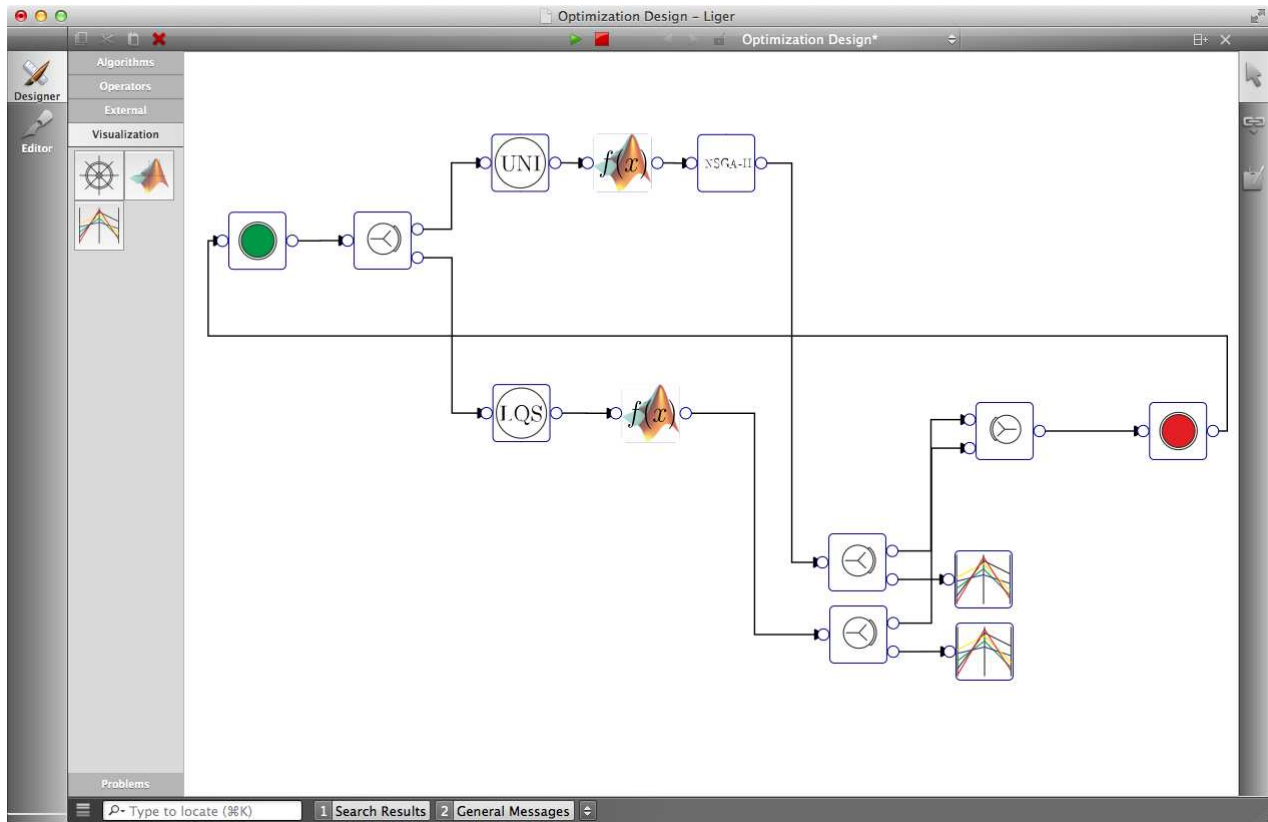 Optimization Design – Liger
Optimization Design*
Designer
Editor
Algorithms
Operators
External
Visualization
UNI
f(x)
NSGA-II
LQS
f(x)
Problems
Type to locate (⌘K)
1 Search Results
2 General Messages